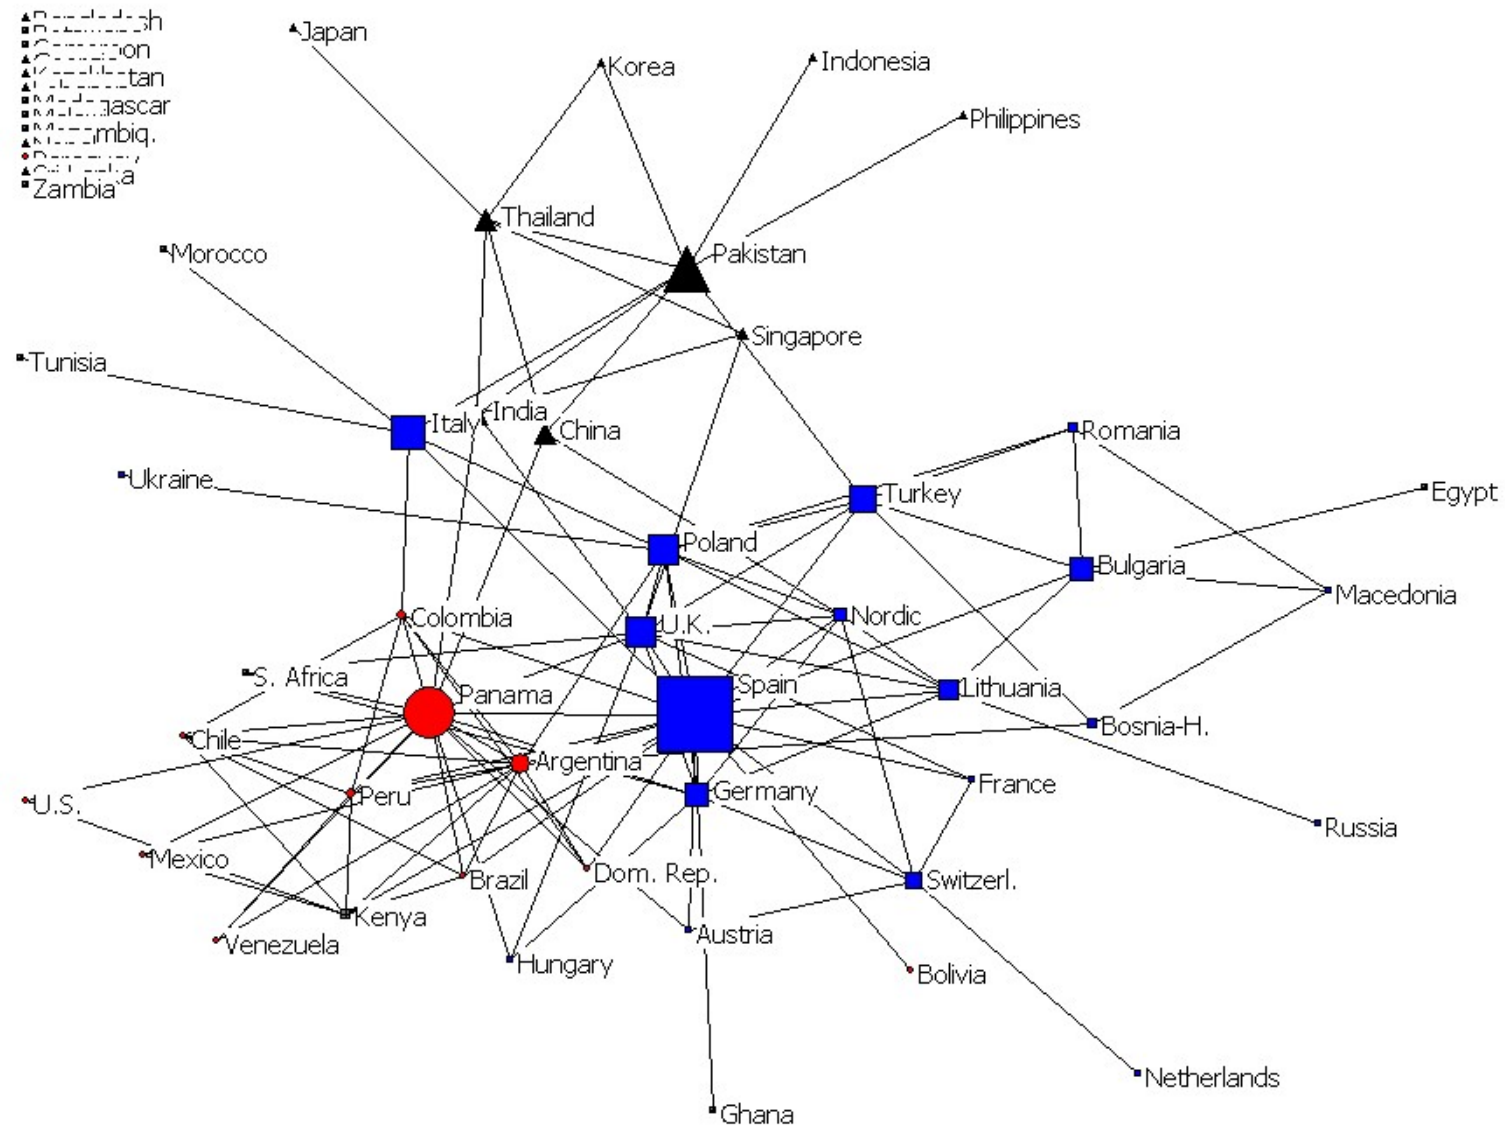 Japan
Korea
Indonesia
Philippines
Zambia
Thailand
Morocco
Pakistan
Singapore
Tunisia
Italy
India
China
Romania
Ukraine
Turkey
Egypt
Poland
Bulgaria
Macedonia
Colombia
U.K.
Nordic
S. Africa
Panama
Spain
Lithuania
Bosnia-H.
Chile
Argentina
Germany
France
U.S.
Peru
Russia
Mexico
Brazil
Dom. Rep.
Switzerl.
Kenya
Venezuela
Austria
Hungary
Bolivia
Netherlands
Ghana